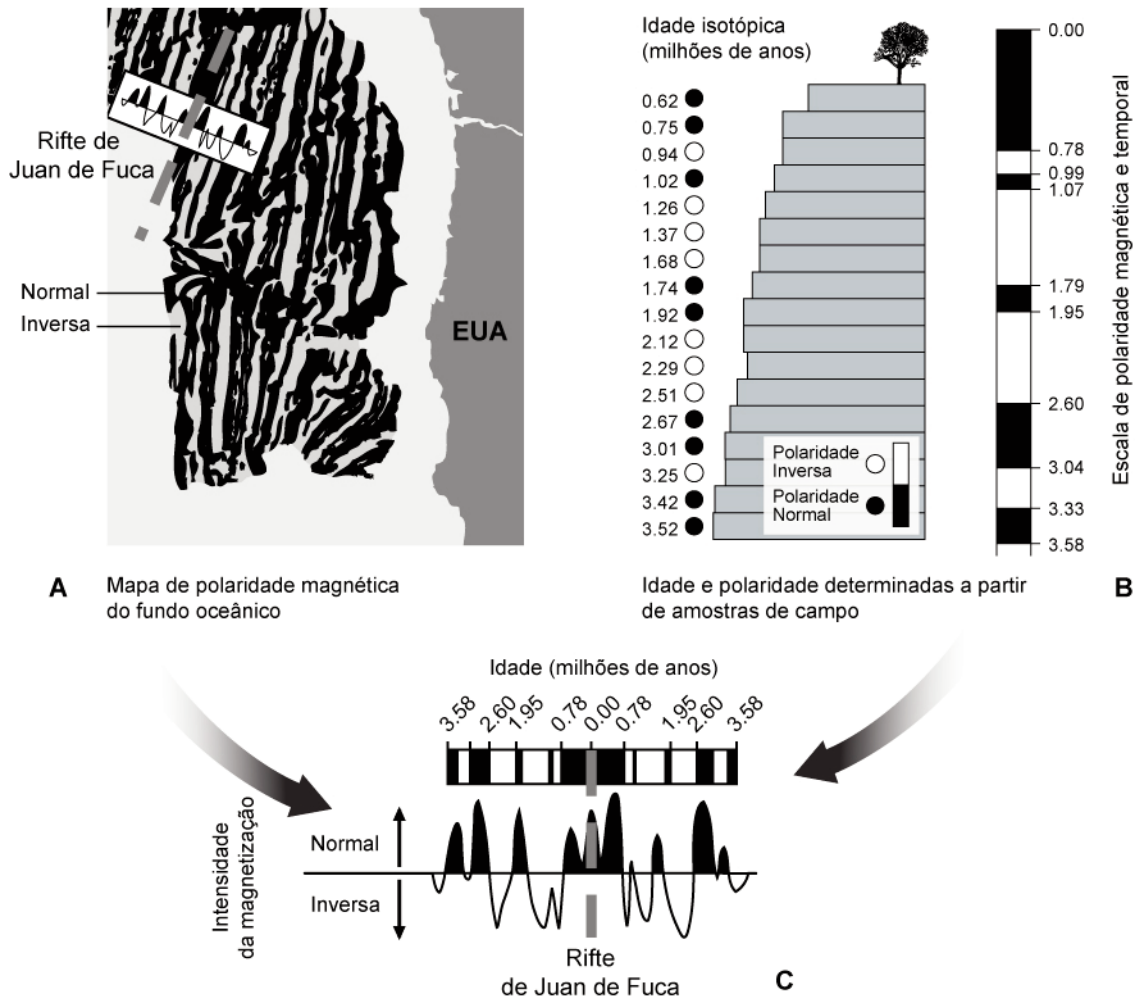 Rifte de
Juan de Fuca
Normal
Inversa
EUA
A
Mapa de polaridade magnética
do fundo oceânico
Idade isotópica
(milhões de anos)
0.62
0.75
0.94
1.02
1.26
1.37
1.68
1.74
1.92
2.12
2.29
2.51
2.67
3.01
3.25
3.42
3.52
Polaridade
Inversa
Polaridade
Normal
0.00
0.78
0.99
1.07
1.79
1.95
2.60
3.04
3.33
3.58
Escala de polaridade magnética e temporal
Idade e polaridade determinadas a partir
de amostras de campo
B
Idade (milhões de anos)
3.58 2.60 1.95 0.78 0.00 0.78 1.95 2.60 3.58
Intensidade
da magnetização
Normal
Inversa
Rifte
de Juan de Fuca
C